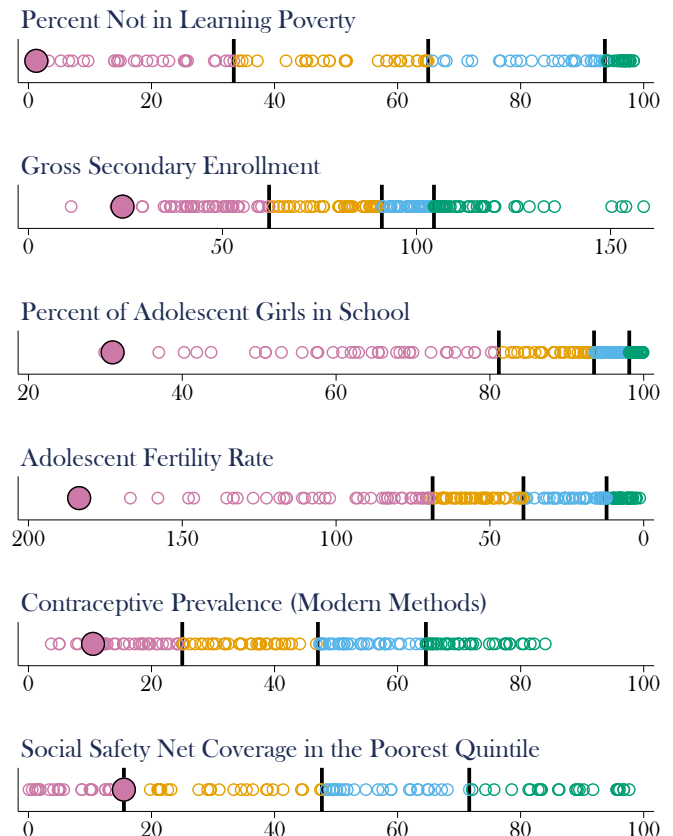 Percent Not in Learning Poverty
0 20 40 60 80 100
Gross Secondary Enrollment
0 50 100 150
Percent of Adolescent Girls in School
20 40 60 80 100
Adolescent Fertility Rate
200 150 100 50 0
Contraceptive Prevalence (Modern Methods)
0 20 40 60 80 100
Social Safety Net Coverage in the Poorest Quintile
0 20 40 60 80 100